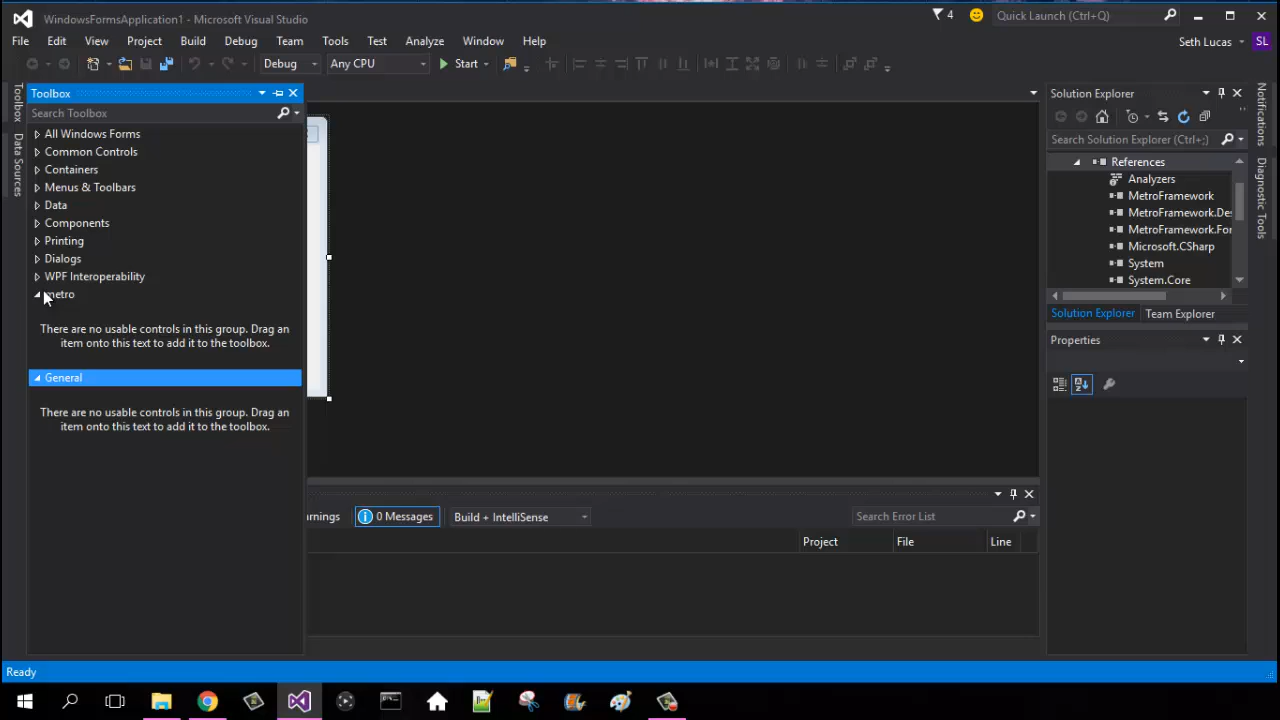 WindowsFormsApplication1 - Microsoft Visual Studio
4
Quick Launch (Ctrl+Q)
File Edit View Project Build Debug Team Tools Test Analyze Window Help
Seth Lucas
SL
Debug
Any CPU
Start
Toolbox
Data Sources
Toolbox
Search Toolbox
All Windows Forms
Common Controls
Containers
Menus & Toolbars
Data
Components
Printing
Dialogs
WPF Interoperability
metro
There are no usable controls in this group. Drag an
item onto this text to add it to the toolbox.
General
There are no usable controls in this group. Drag an
item onto this text to add it to the toolbox.
rnings
0 Messages
Build + IntelliSense
Search Error List
Project File Line
Solution Explorer
Search Solution Explorer (Ctrl+;)
References
Analyzers
MetroFramework
MetroFramework.De
MetroFramework.For
Microsoft.CSharp
System
System.Core
Solution Explorer Team Explorer
Properties
Notifications
Diagnostic Tools
Ready